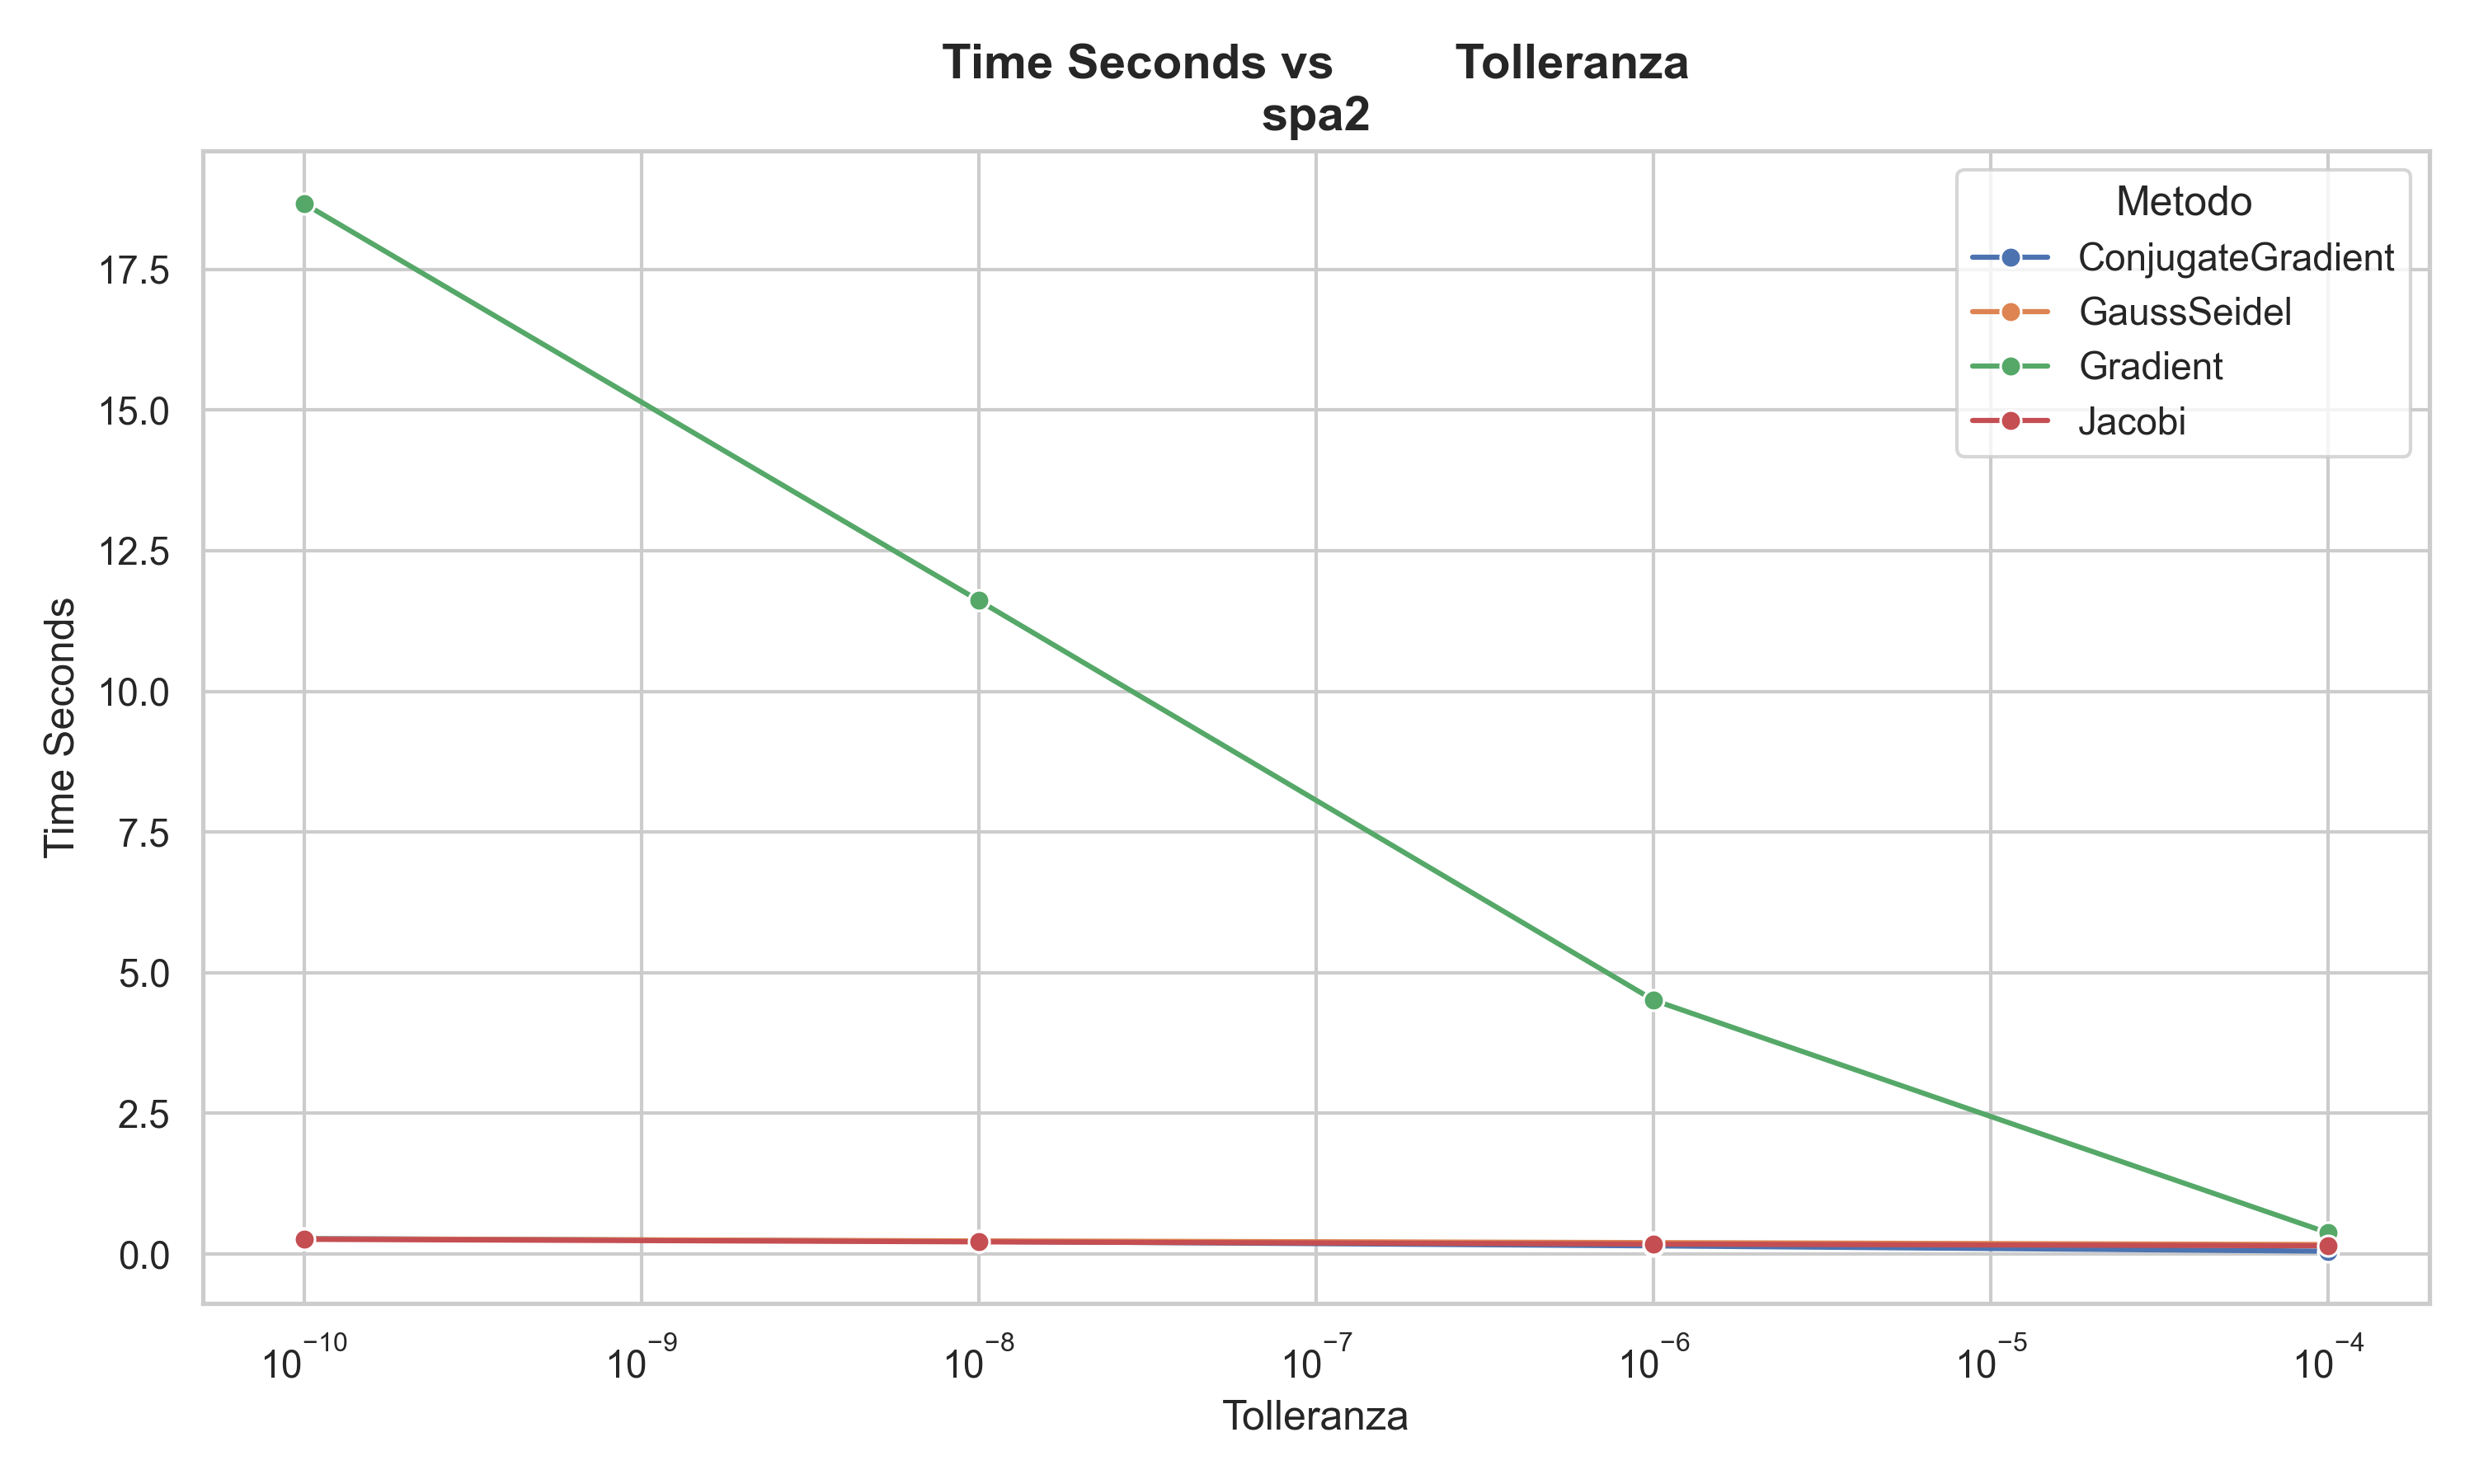 Time Seconds vs Tolleranza
spa2
Metodo
ConjugateGradient
GaussSeidel
Gradient
Jacobi
17.5
15.0
12.5
10.0
7.5
5.0
2.5
0.0
Time Seconds
10⁻¹⁰ 10⁻⁹ 10⁻⁸ 10⁻⁷ 10⁻⁶ 10⁻⁵ 10⁻⁴
Tolleranza